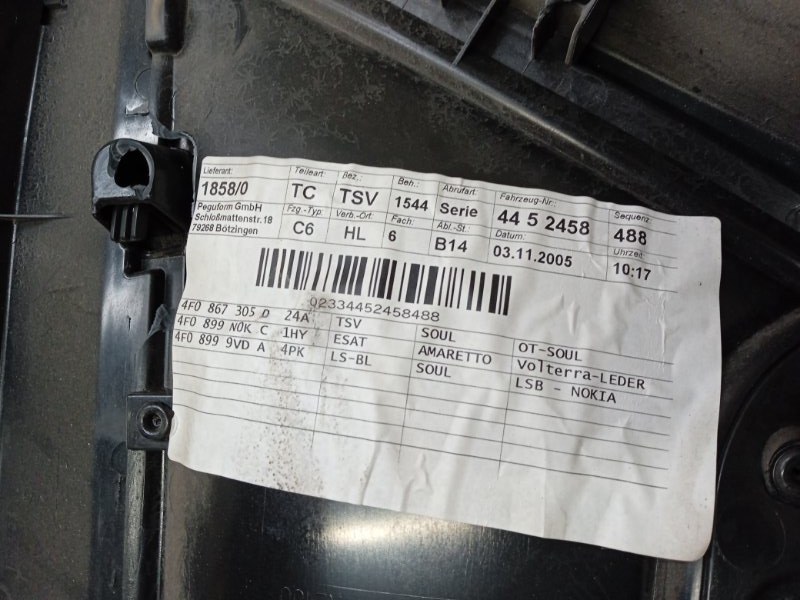 Lieferant: Teileart Bez. Beh.: Abrufart Fahrzeug-Nr.: Sequenz
1858/0 TC TSV 1544 Serie 44 5 2458 488
Peguform GmbH
Schloßmattenstr.18
79268 Bötzingen
Fzg.-Typ Verb.-Ort Fach: Abl.-St. Datum: Uhrzeit
C6 HL 6 B14 03.11.2005 10:17
02334452458488
4F0 867 305 D 24A TSV SOUL OT-SOUL
4F0 899 N0K C 1HY ESAT AMARETTO Volterra-LEDER
4F0 899 9VD A 4PK LS-BL SOUL LSB - NOKIA